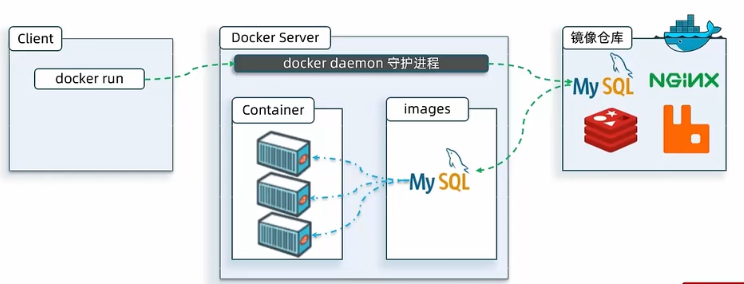 Client
docker run
Docker Server
docker daemon 守护进程
Container
images
MySQL
镜像仓库
MySQL
NGINX